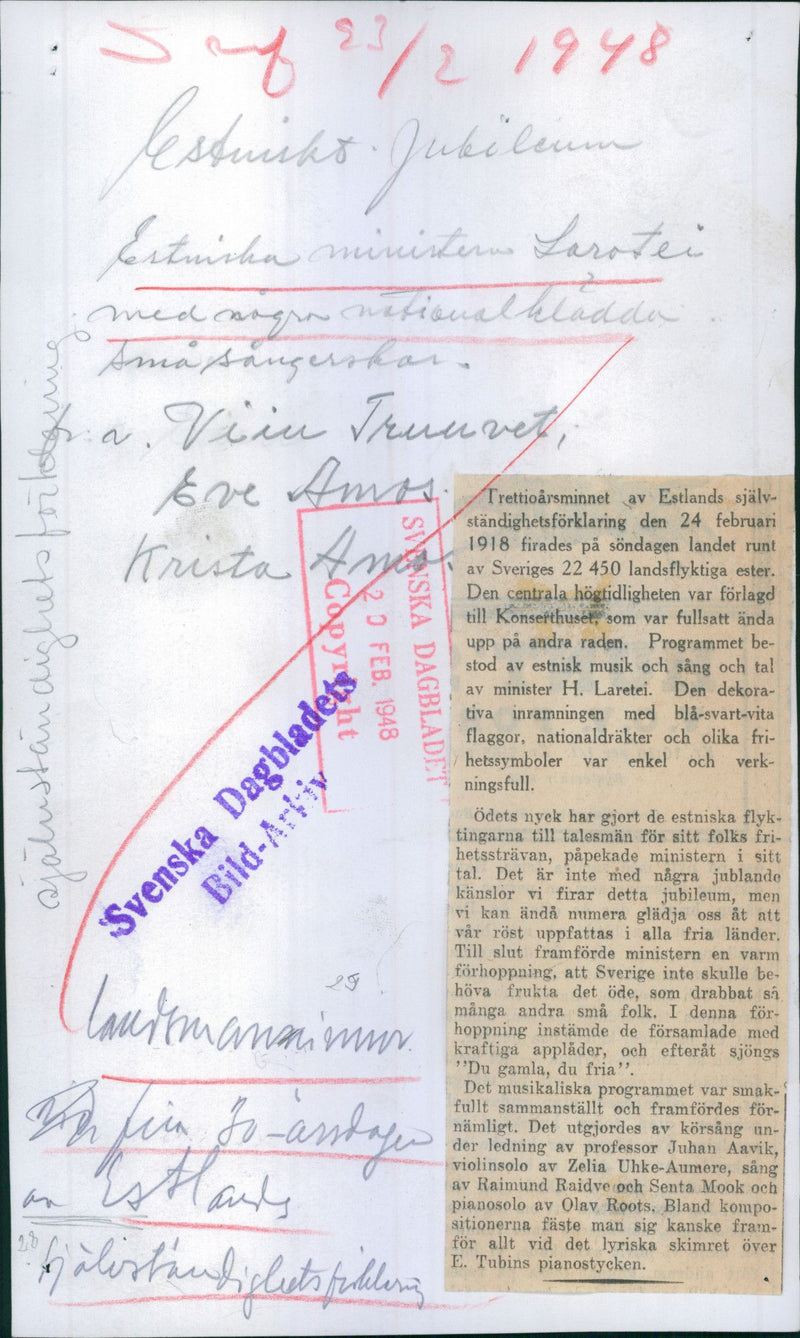 23/2 1948
Estniskt Jubileum
Estniska ministern Laretei
med några nationalklädda
små sångerskor.
fr. a. Viiu Truuvet,
Eve Amos.
Krista Amos.
självständighetsförklaring
SVENSKA DAGBLADET
20 FEB. 1948
Copyright
Svenska Dagbladets
Bild-Arkiv
29
landsmaninnor
fira 30-årsdagen
av Estlands
28
självständighetsförklaring
Trettioårsminnet av Estlands själv-
ständighetsförklaring den 24 februari
1918 firades på söndagen landet runt
av Sveriges 22 450 landsflyktiga ester.
Den centrala högtidligheten var förlagd
till Konserthuset, som var fullsatt ända
upp på andra raden. Programmet be-
stod av estnisk musik och sång och tal
av minister H. Laretei. Den dekora-
tiva inramningen med blå-svart-vita
flaggor, nationaldräkter och olika fri-
hetssymboler var enkel och verk-
ningsfull.
Ödets nyck har gjort de estniska flyk-
tingarna till talesmän för sitt folks fri-
hetssträvan, påpekade ministern i sitt
tal. Det är inte med några jublande
känslor vi firar detta jubileum, men
vi kan ändå numera glädja oss åt att
vår röst uppfattas i alla fria länder.
Till slut framförde ministern en varm
förhoppning, att Sverige inte skulle be-
höva frukta det öde, som drabbat så
många andra små folk. I denna för-
hoppning instämde de församlade med
kraftiga applåder, och efteråt sjöngs
''Du gamla, du fria''.
Det musikaliska programmet var smak-
fullt sammanställt och framfördes för-
nämligt. Det utgjordes av körsång un-
der ledning av professor Juhan Aavik,
violinsolo av Zelia Uhke-Aumere, sång
av Raimund Raidve och Senta Mook och
pianosolo av Olav Roots. Bland kompo-
sitionerna fäste man sig kanske fram-
för allt vid det lyriska skimret över
E. Tubins pianostycken.